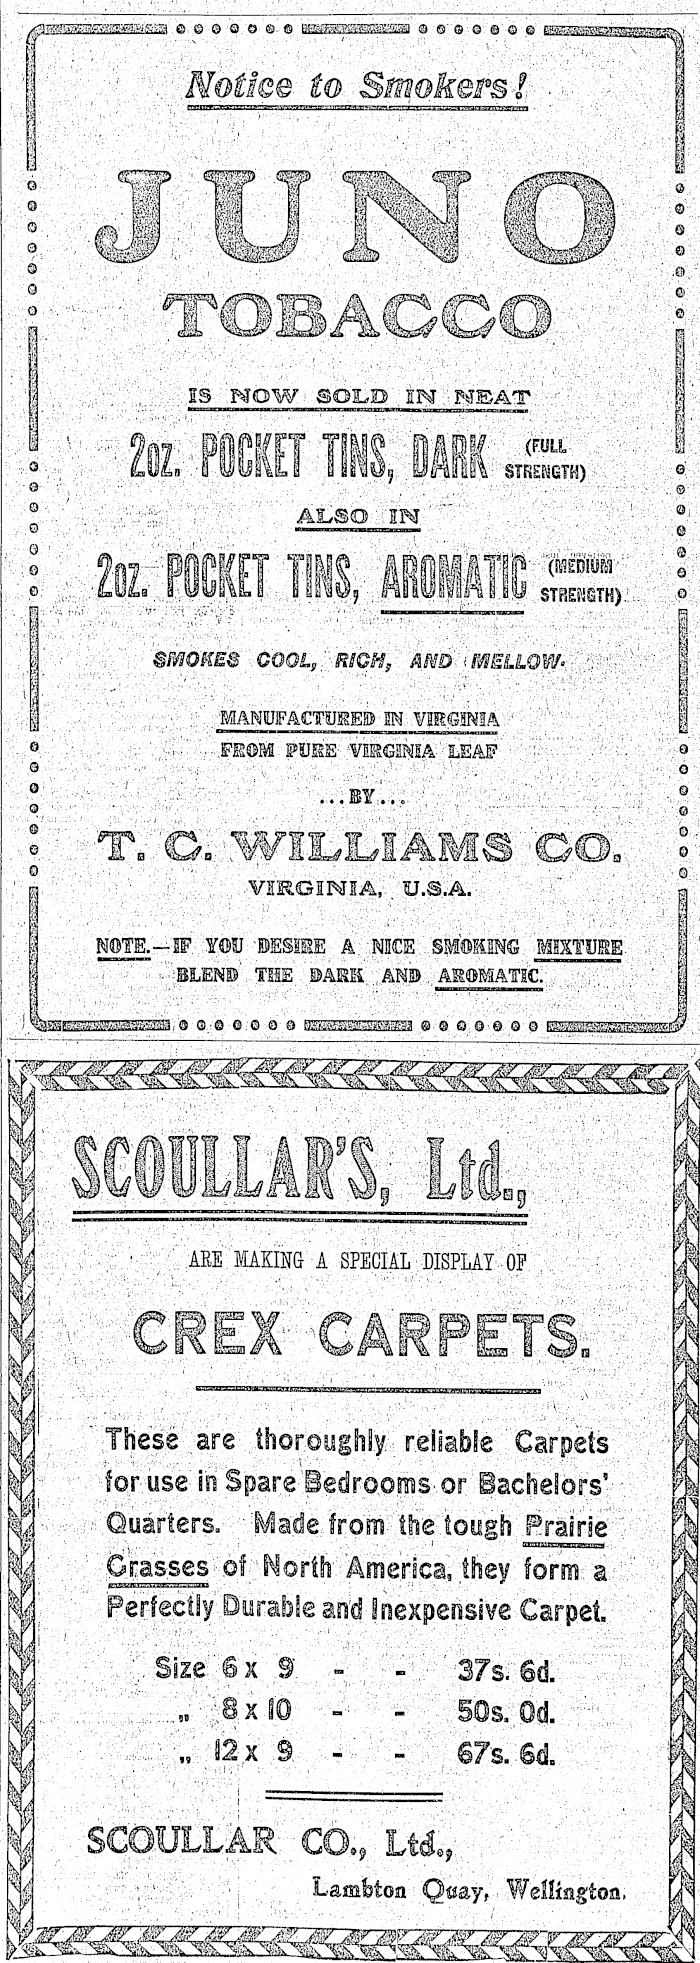 Notice to Smokers!
JUNO
TOBACCO
IS NOW SOLD IN NEAT
2oz. POCKET TINS, DARK (FULL STRENGTH)
ALSO IN
2oz. POCKET TINS, AROMATIC (MEDIUM STRENGTH)
SMOKES COOL, RICH, AND MELLOW.
MANUFACTURED IN VIRGINIA
FROM PURE VIRGINIA LEAF
...BY...
T. C. WILLIAMS CO.
VIRGINIA, U.S.A.
NOTE.—IF YOU DESIRE A NICE SMOKING MIXTURE
BLEND THE DARK AND AROMATIC.
SCOULLAR'S, Ltd.,
ARE MAKING A SPECIAL DISPLAY OF
CREX CARPETS.
These are thoroughly reliable Carpets
for use in Spare Bedrooms or Bachelors'
Quarters. Made from the tough Prairie
Grasses of North America, they form a
Perfectly Durable and Inexpensive Carpet.
Size 6 x 9 - - 37s. 6d.
„ 8 x 10 - - 50s. 0d.
„ 12 x 9 - - 67s. 6d.
SCOULLAR CO., Ltd.,
Lambton Quay, Wellington.